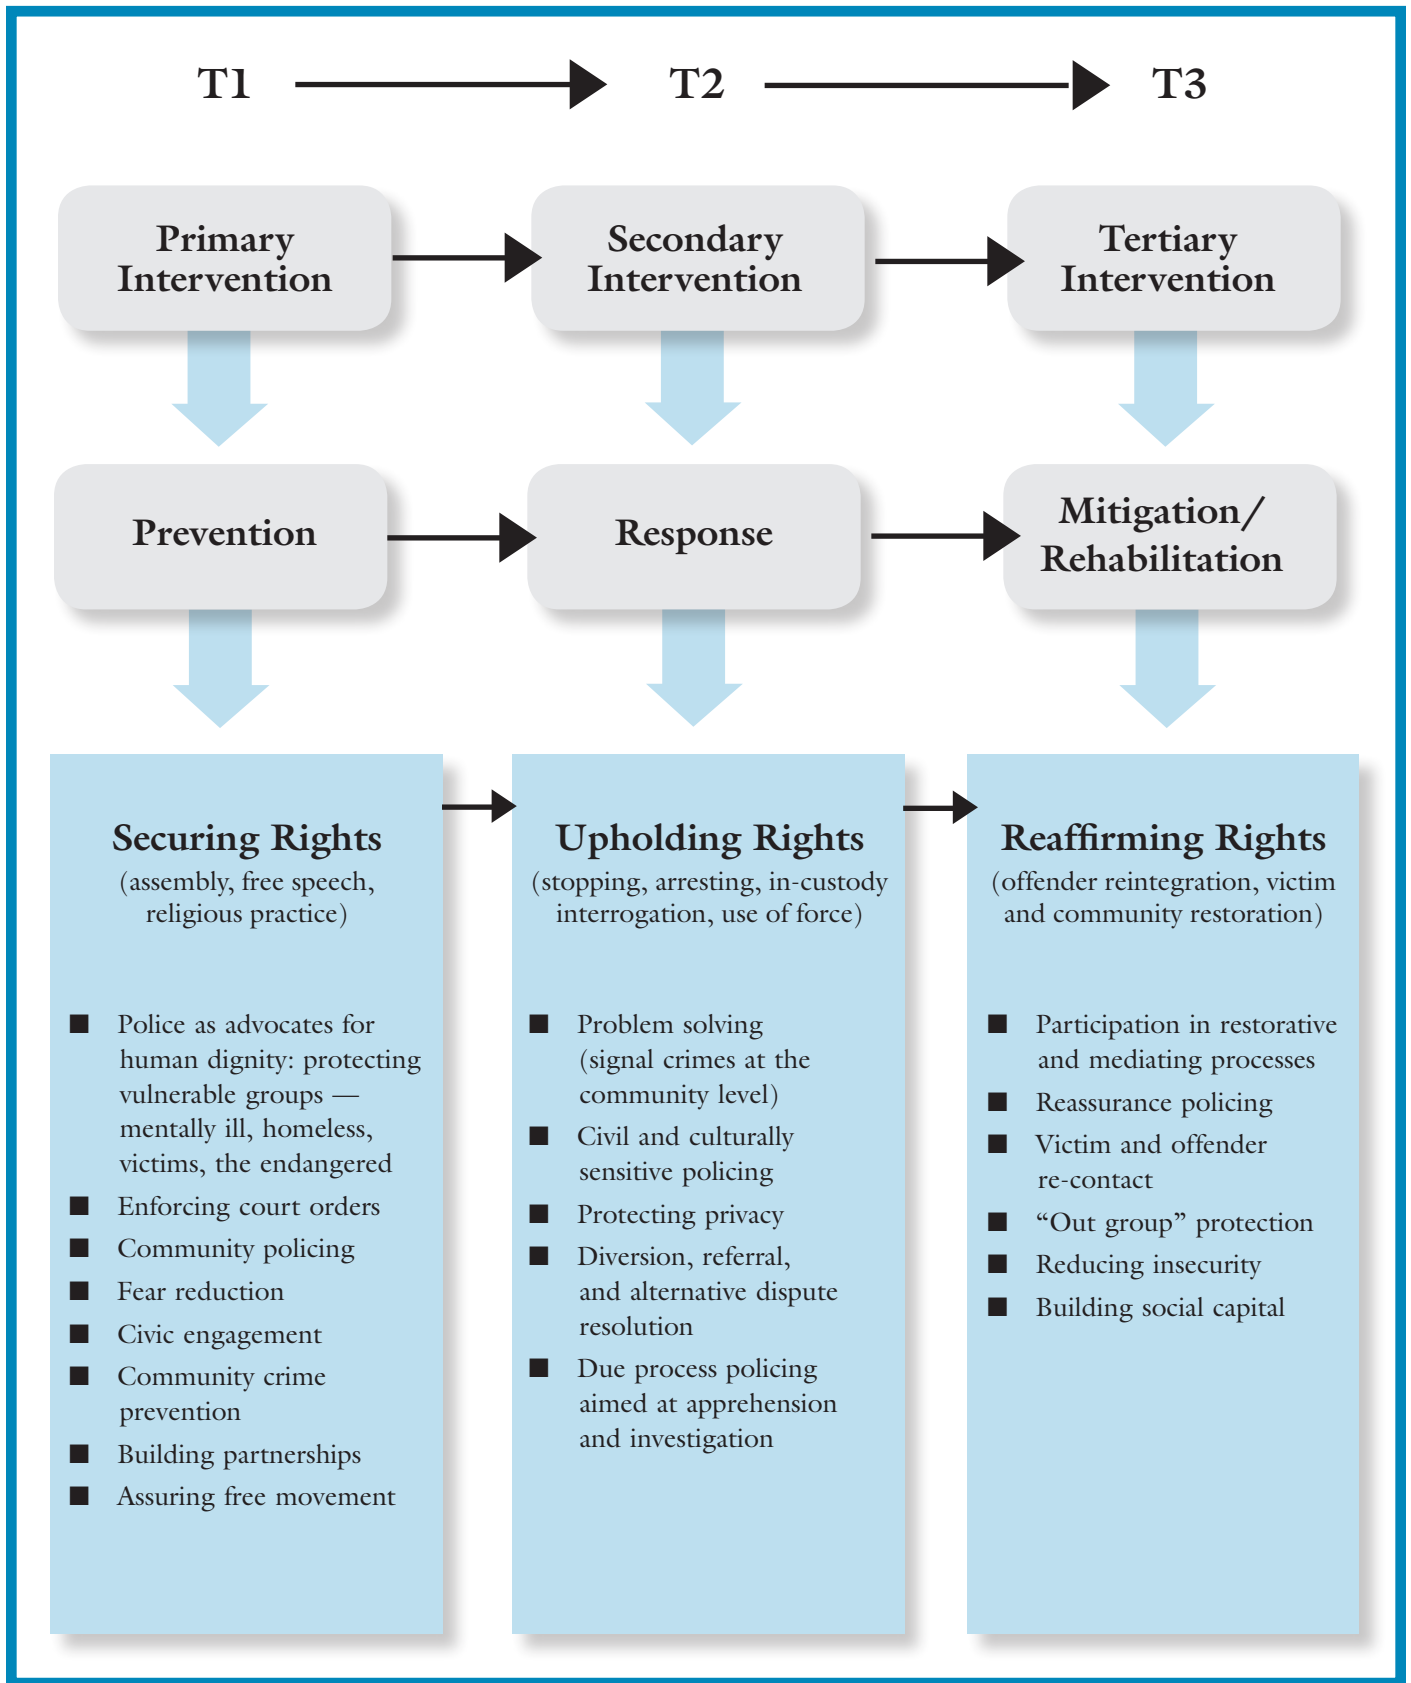 T1
T2
T3
Primary
Intervention
Secondary
Intervention
Tertiary
Intervention
Prevention
Response
Mitigation/
Rehabilitation
Securing Rights
(assembly, free speech,
religious practice)
■ Police as advocates for
human dignity: protecting
vulnerable groups —
mentally ill, homeless,
victims, the endangered
■ Enforcing court orders
■ Community policing
■ Fear reduction
■ Civic engagement
■ Community crime
prevention
■ Building partnerships
■ Assuring free movement
Upholding Rights
(stopping, arresting, in-custody
interrogation, use of force)
■ Problem solving
(signal crimes at the
community level)
■ Civil and culturally
sensitive policing
■ Protecting privacy
■ Diversion, referral,
and alternative dispute
resolution
■ Due process policing
aimed at apprehension
and investigation
Reaffirming Rights
(offender reintegration, victim
and community restoration)
■ Participation in restorative
and mediating processes
■ Reassurance policing
■ Victim and offender
re-contact
■ “Out group” protection
■ Reducing insecurity
■ Building social capital